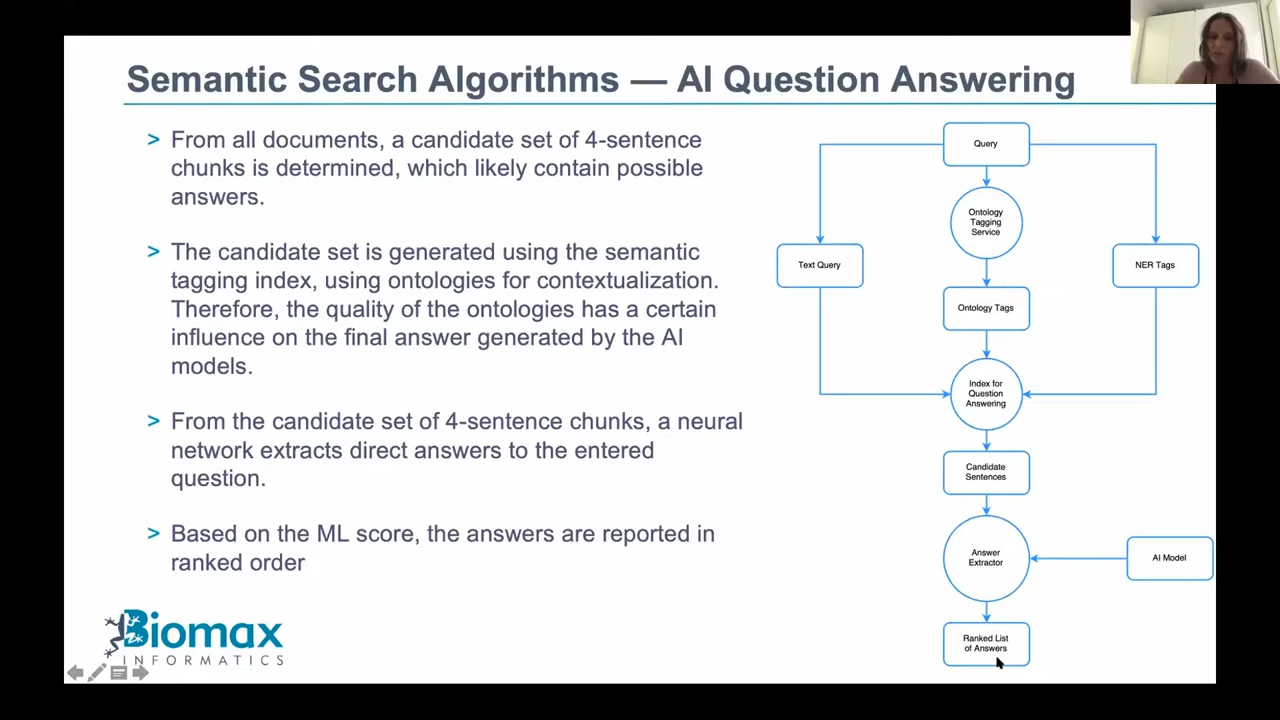 Semantic Search Algorithms — AI Question Answering
> From all documents, a candidate set of 4-sentence
chunks is determined, which likely contain possible
answers.
> The candidate set is generated using the semantic
tagging index, using ontologies for contextualization.
Therefore, the quality of the ontologies has a certain
influence on the final answer generated by the AI
models.
> From the candidate set of 4-sentence chunks, a neural
network extracts direct answers to the entered
question.
> Based on the ML score, the answers are reported in
ranked order
Query
Ontology
Tagging
Service
Text Query
NER Tags
Ontology Tags
Index for
Question
Answering
Candidate
Sentences
Answer
Extractor
AI Model
Ranked List
of Answers
Biomax
INFORMATICS